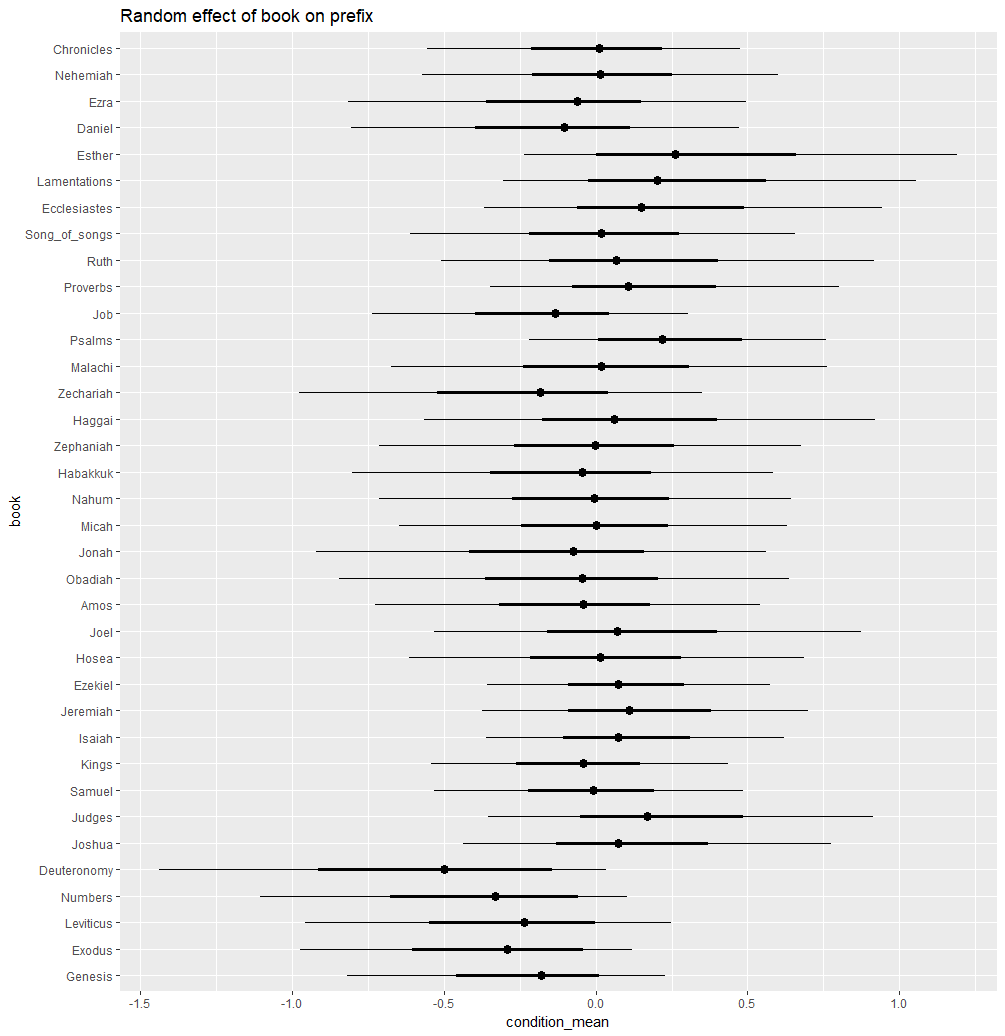 Random effect of book on prefix
Chronicles
Nehemiah
Ezra
Daniel
Esther
Lamentations
Ecclesiastes
Song_of_songs
Ruth
Proverbs
Job
Psalms
Malachi
Zechariah
Haggai
Zephaniah
Habakkuk
Nahum
Micah
Jonah
Obadiah
Amos
Joel
Hosea
Ezekiel
Jeremiah
Isaiah
Kings
Samuel
Judges
Joshua
Deuteronomy
Numbers
Leviticus
Exodus
Genesis
book
-1.5 -1.0 -0.5 0.0 0.5 1.0
condition_mean